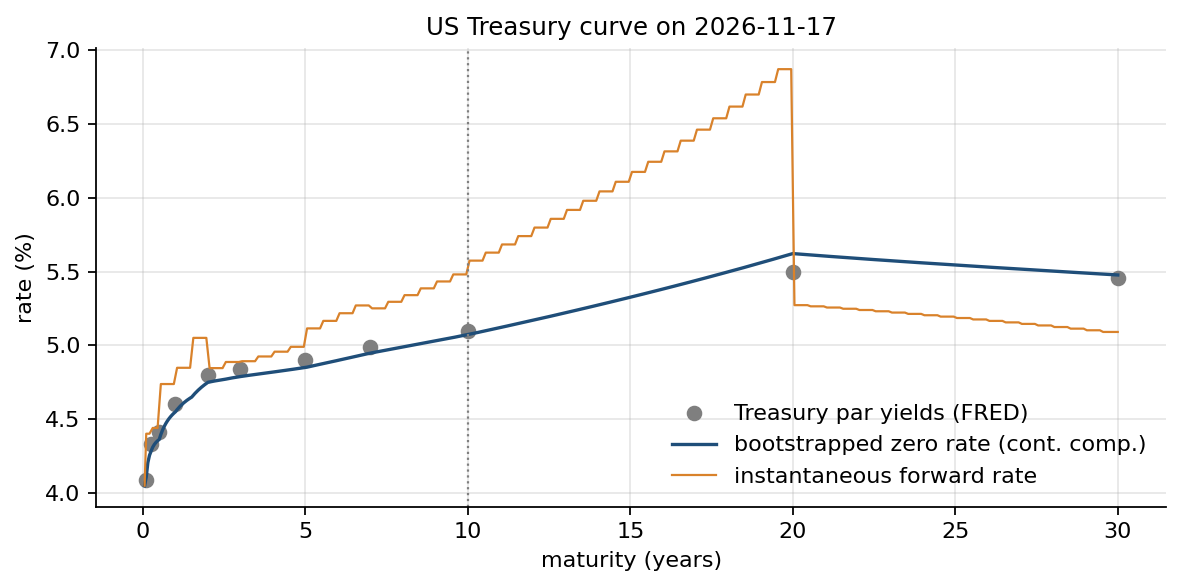 US Treasury curve on 2026-11-17
7.0
6.5
6.0
5.5
5.0
4.5
4.0
rate (%)
Treasury par yields (FRED)
bootstrapped zero rate (cont. comp.)
instantaneous forward rate
0 5 10 15 20 25 30
maturity (years)